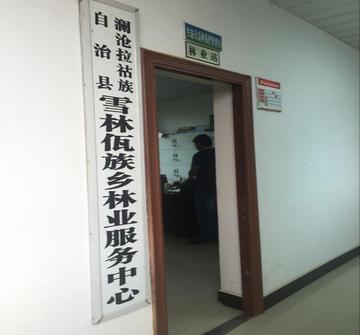 澜沧拉祜族
自治县
雪林佤族乡林业服务中心
林业站